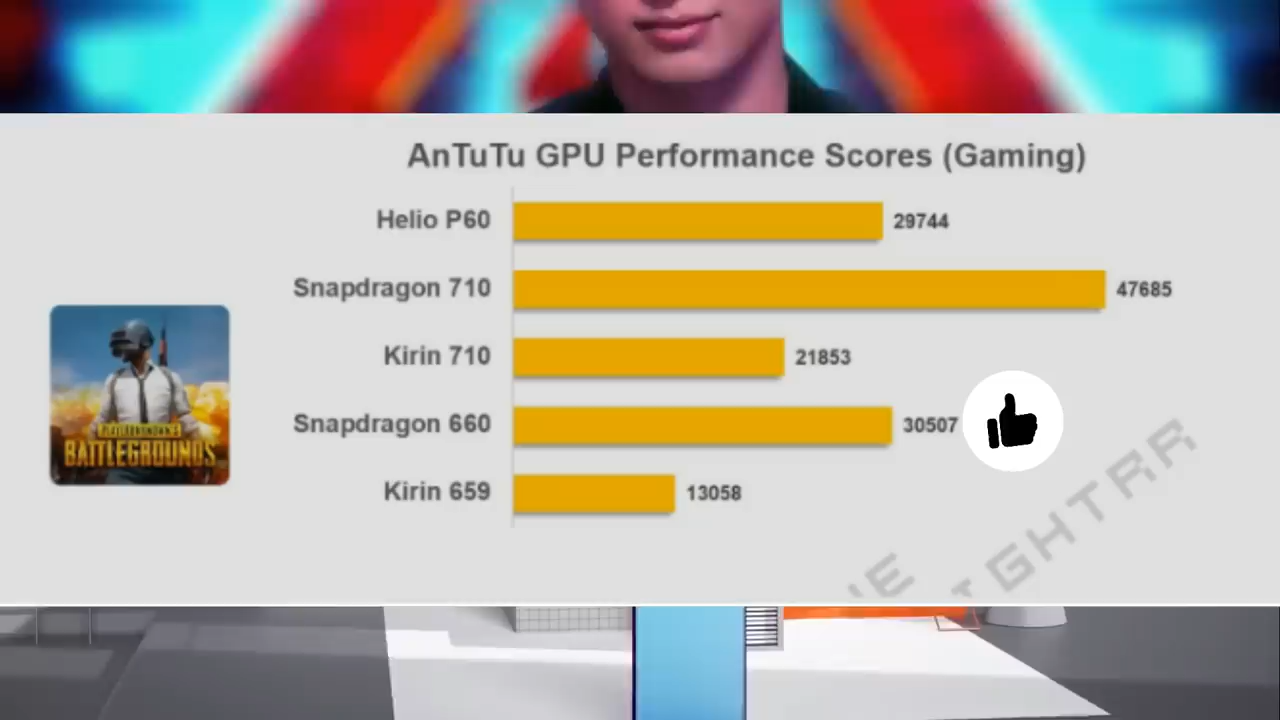 AnTuTu GPU Performance Scores (Gaming)
Helio P60 29744
Snapdragon 710 47685
Kirin 710 21853
Snapdragon 660 30507
Kirin 659 13058
PLAYERUNKNOWN'S
BATTLEGROUNDS